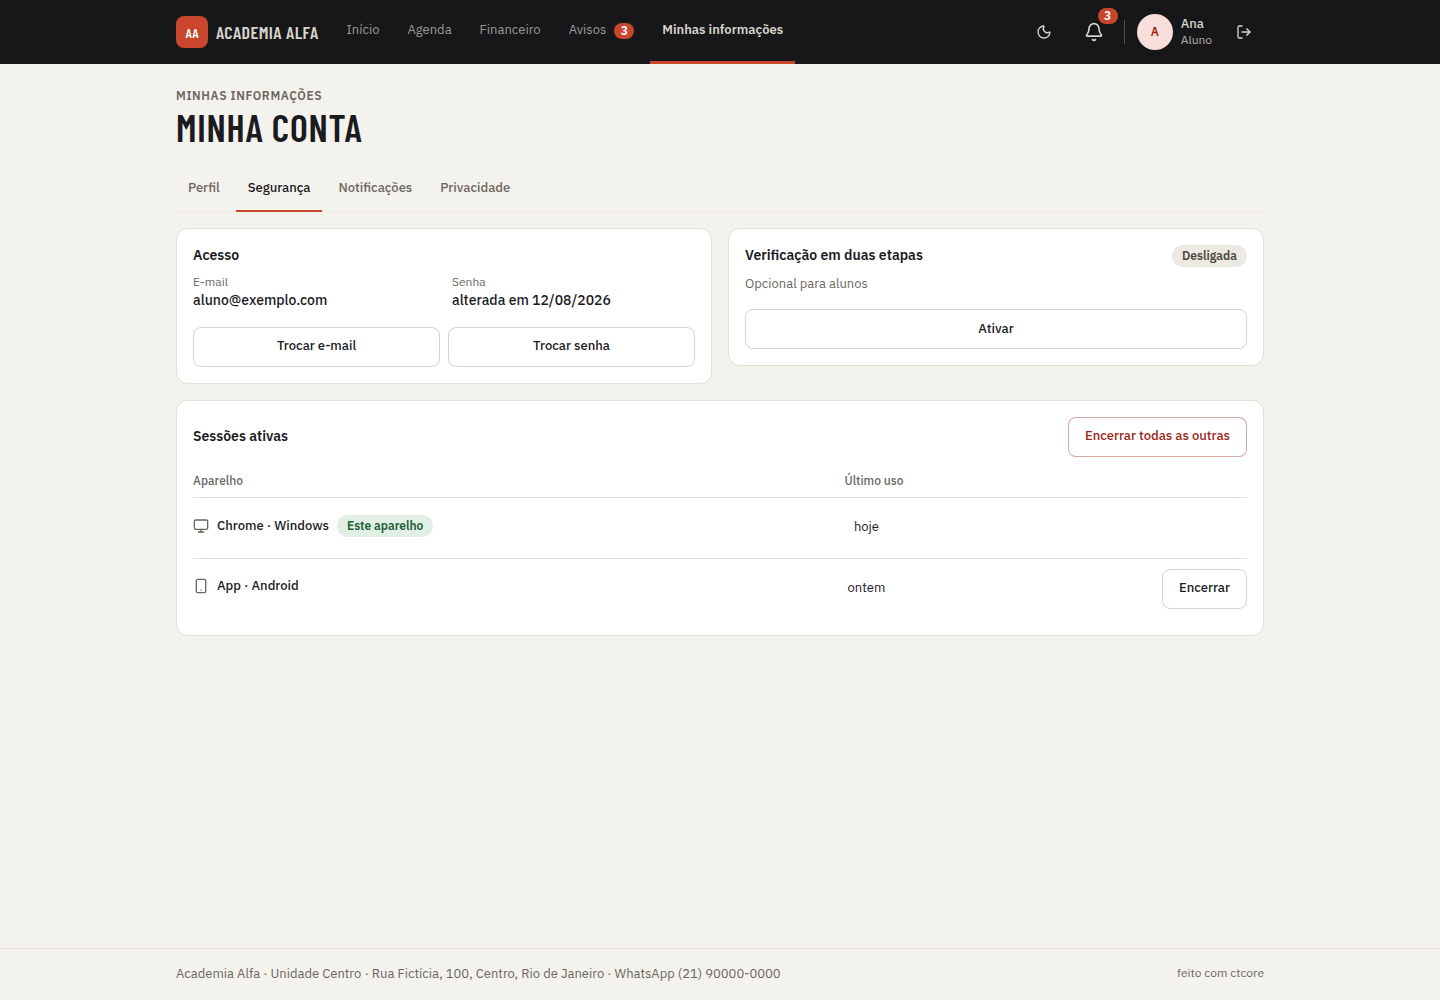 AA ACADEMIA ALFA Início Agenda Financeiro Avisos 3 Minhas informações 3 A Ana
Aluno
MINHAS INFORMAÇÕES
MINHA CONTA
Perfil Segurança Notificações Privacidade
Acesso
E-mail Senha
aluno@exemplo.com alterada em 12/08/2026
Trocar e-mail Trocar senha
Verificação em duas etapas Desligada
Opcional para alunos
Ativar
Sessões ativas Encerrar todas as outras
Aparelho Último uso
Chrome · Windows Este aparelho hoje
App · Android ontem Encerrar
Academia Alfa · Unidade Centro · Rua Fictícia, 100, Centro, Rio de Janeiro · WhatsApp (21) 90000-0000 feito com ctcore